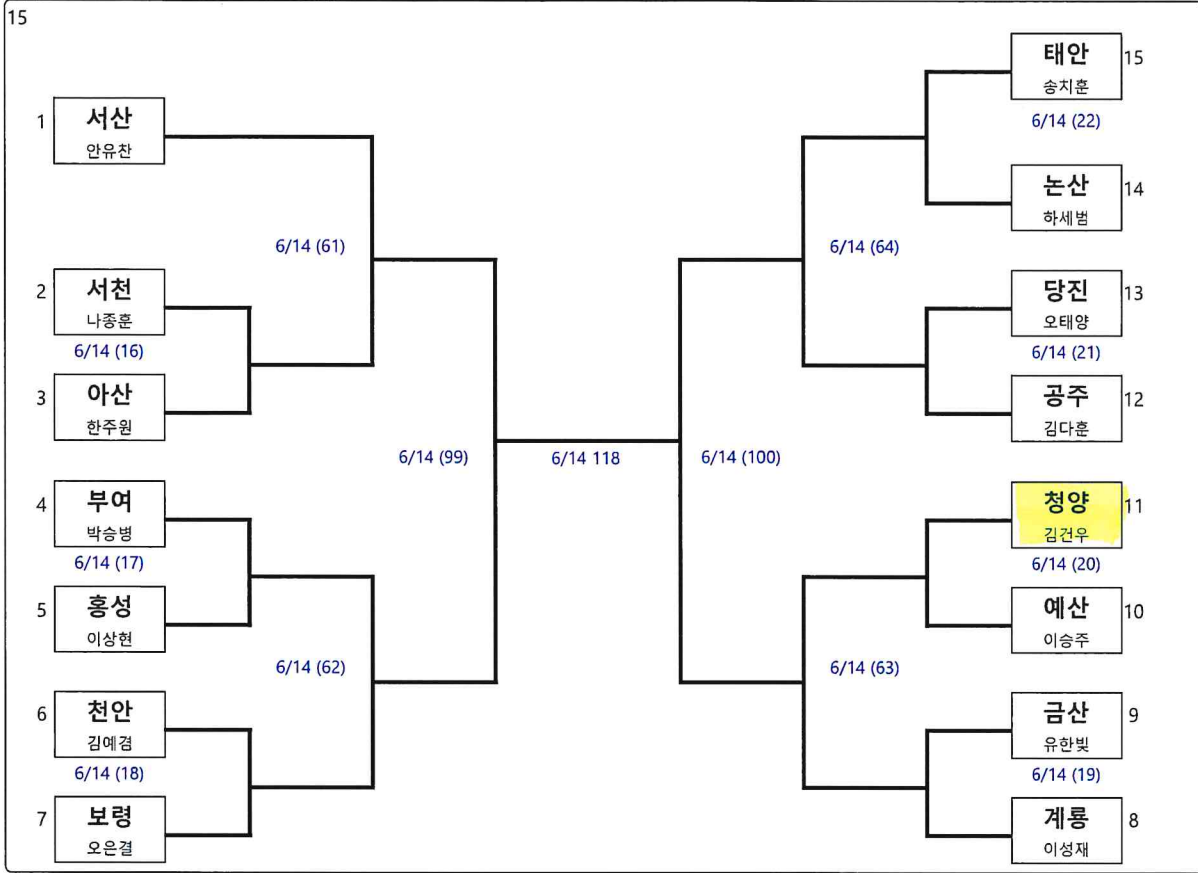 15
1
서산
안유찬
6/14 (61)
2
서천
나종훈
6/14 (16)
3
아산
한주원
6/14 (99)
4
부여
박승병
6/14 (17)
5
홍성
이상현
6/14 (62)
6
천안
김예겸
6/14 (18)
7
보령
오은결
6/14 118
태안
15
송치훈
6/14 (22)
논산
14
하세범
6/14 (64)
당진
13
오태양
6/14 (21)
공주
12
김다훈
6/14 (100)
청양
11
김건우
6/14 (20)
예산
10
이승주
6/14 (63)
금산
9
유한빛
6/14 (19)
계룡
8
이성재